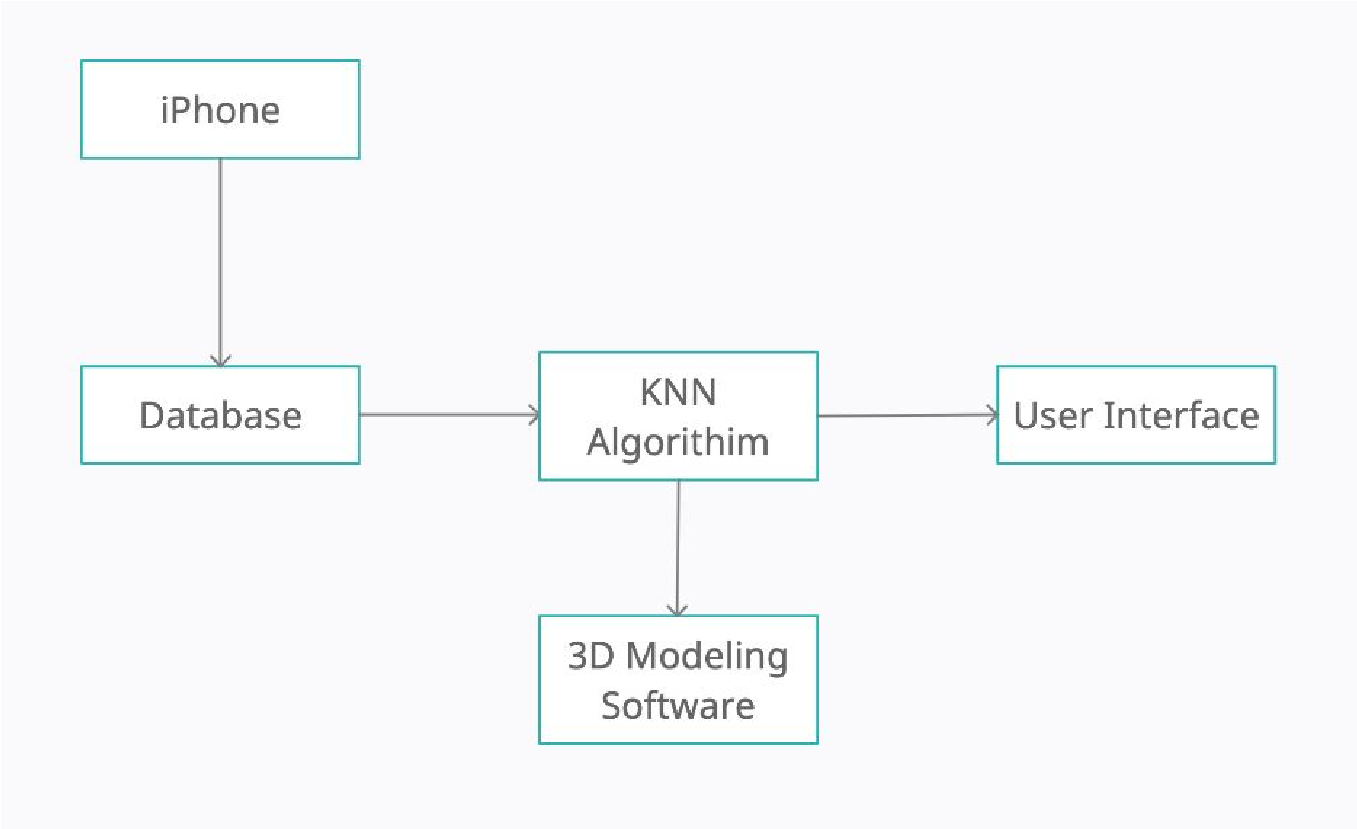 iPhone
Database
KNN
Algorithim
User Interface
3D Modeling
Software